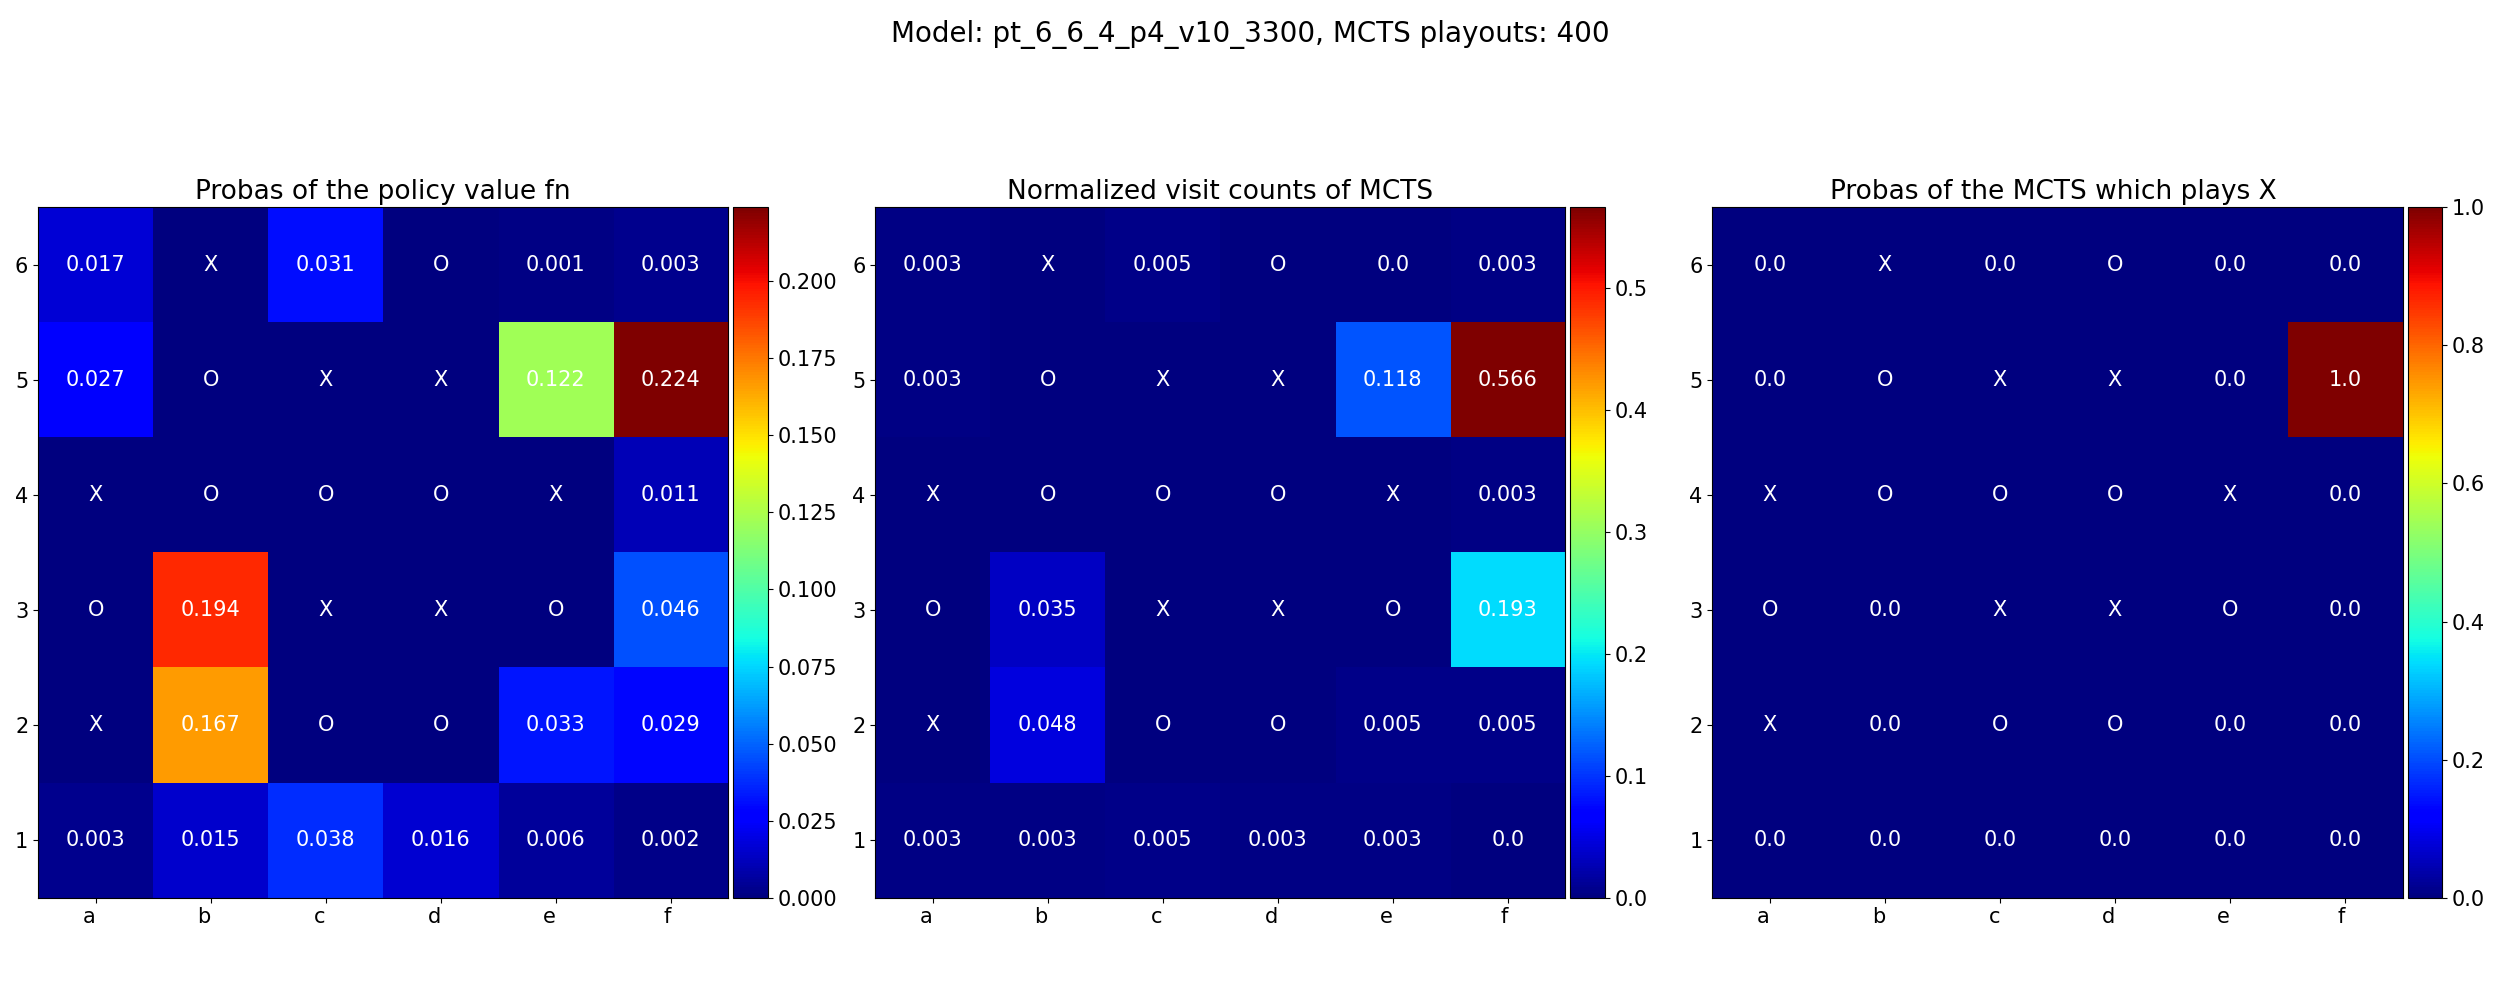 Model: pt_6_6_4_p4_v10_3300, MCTS playouts: 400
Probas of the policy value fn
6 0.017 X 0.031 O 0.001 0.003
5 0.027 O X X 0.122 0.224
4 X O O O X 0.011
3 O 0.194 X X O 0.046
2 X 0.167 O O 0.033 0.029
1 0.003 0.015 0.038 0.016 0.006 0.002
a b c d e f
0.200
0.175
0.150
0.125
0.100
0.075
0.050
0.025
0.000
Normalized visit counts of MCTS
6 0.003 X 0.005 O 0.0 0.003
5 0.003 O X X 0.118 0.566
4 X O O O X 0.003
3 O 0.035 X X O 0.193
2 X 0.048 O O 0.005 0.005
1 0.003 0.003 0.005 0.003 0.003 0.0
a b c d e f
0.5
0.4
0.3
0.2
0.1
0.0
Probas of the MCTS which plays X
6 0.0 X 0.0 O 0.0 0.0
5 0.0 O X X 0.0 1.0
4 X O O O X 0.0
3 O 0.0 X X O 0.0
2 X 0.0 O O 0.0 0.0
1 0.0 0.0 0.0 0.0 0.0 0.0
a b c d e f
1.0
0.8
0.6
0.4
0.2
0.0